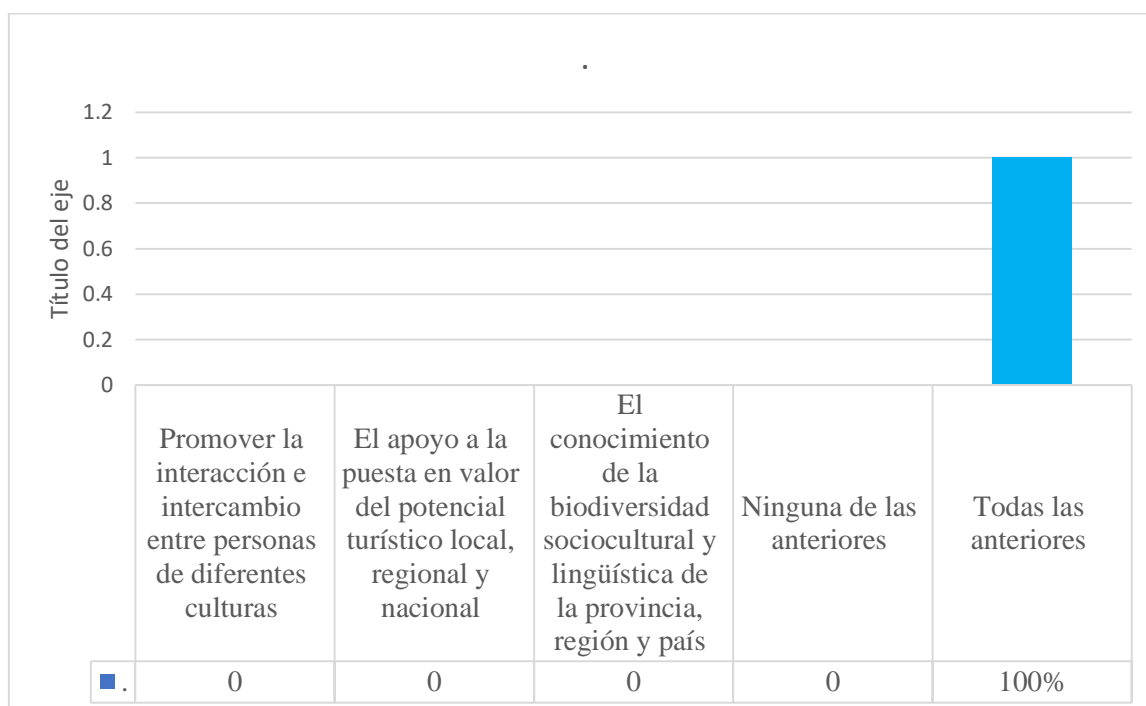 .
1.2
1
0.8
0.6
0.4
0.2
0
Título del eje
Promover la
interacción e
intercambio
entre personas
de diferentes
culturas
El apoyo a la
puesta en valor
del potencial
turístico local,
regional y
nacional
El
conocimiento
de la
biodiversidad
sociocultural y
lingüística de
la provincia,
región y país
Ninguna de las
anteriores
Todas las
anteriores
. 0 0 0 0 100%